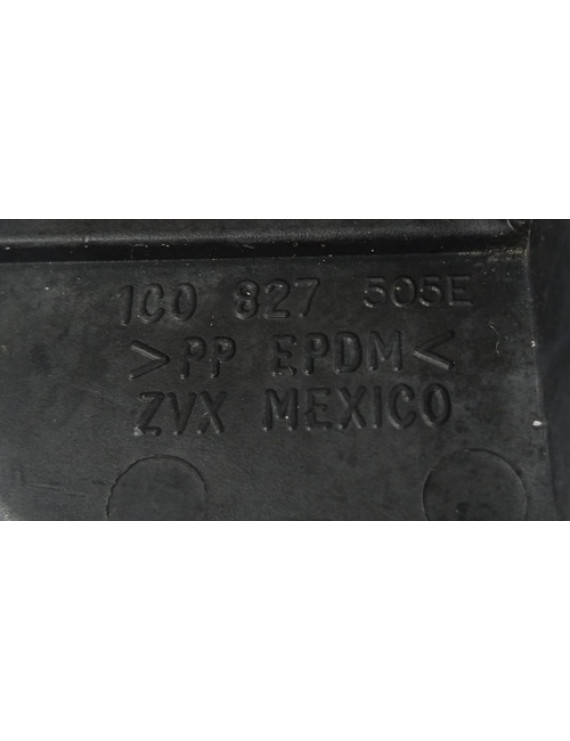 1C0 827 505E
>PP EPDM<
ZVX MEXICO